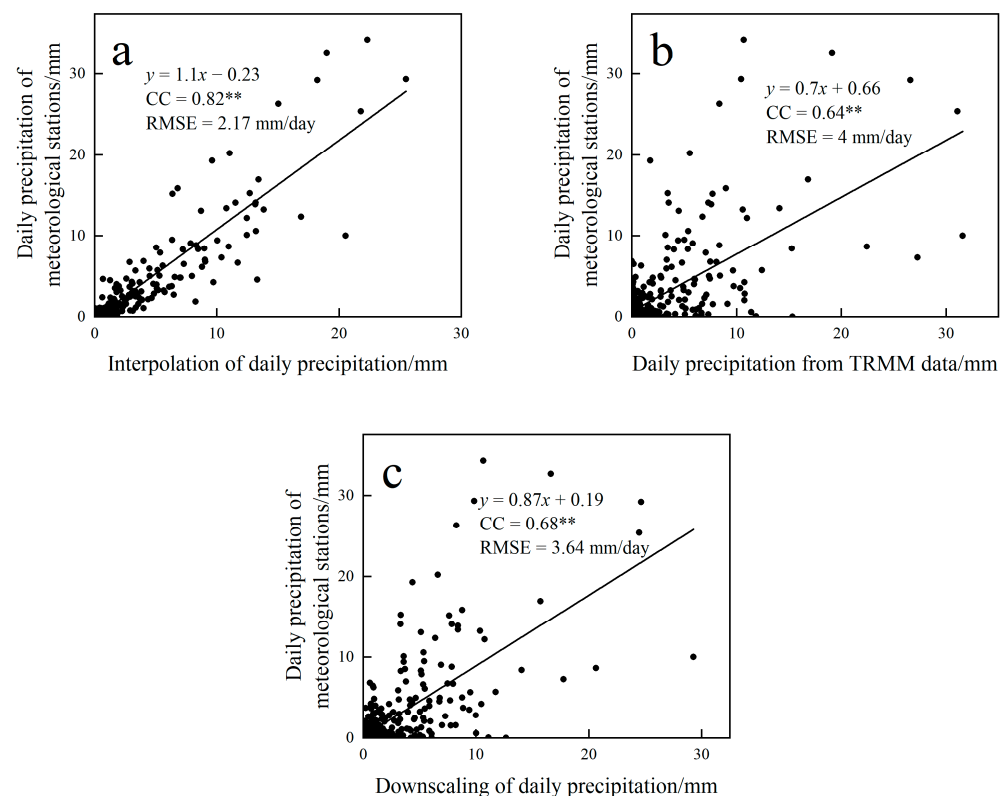 a
y = 1.1x − 0.23
CC = 0.82**
RMSE = 2.17 mm/day
Daily precipitation of
meteorological stations/mm
30
20
10
0
0
10
20
30
Interpolation of daily precipitation/mm
b
y = 0.7x + 0.66
CC = 0.64**
RMSE = 4 mm/day
Daily precipitation of
meteorological stations/mm
30
20
10
0
0
10
20
30
Daily precipitation from TRMM data/mm
c
y = 0.87x + 0.19
CC = 0.68**
RMSE = 3.64 mm/day
Daily precipitation of
meteorological stations/mm
30
20
10
0
0
10
20
30
Downscaling of daily precipitation/mm